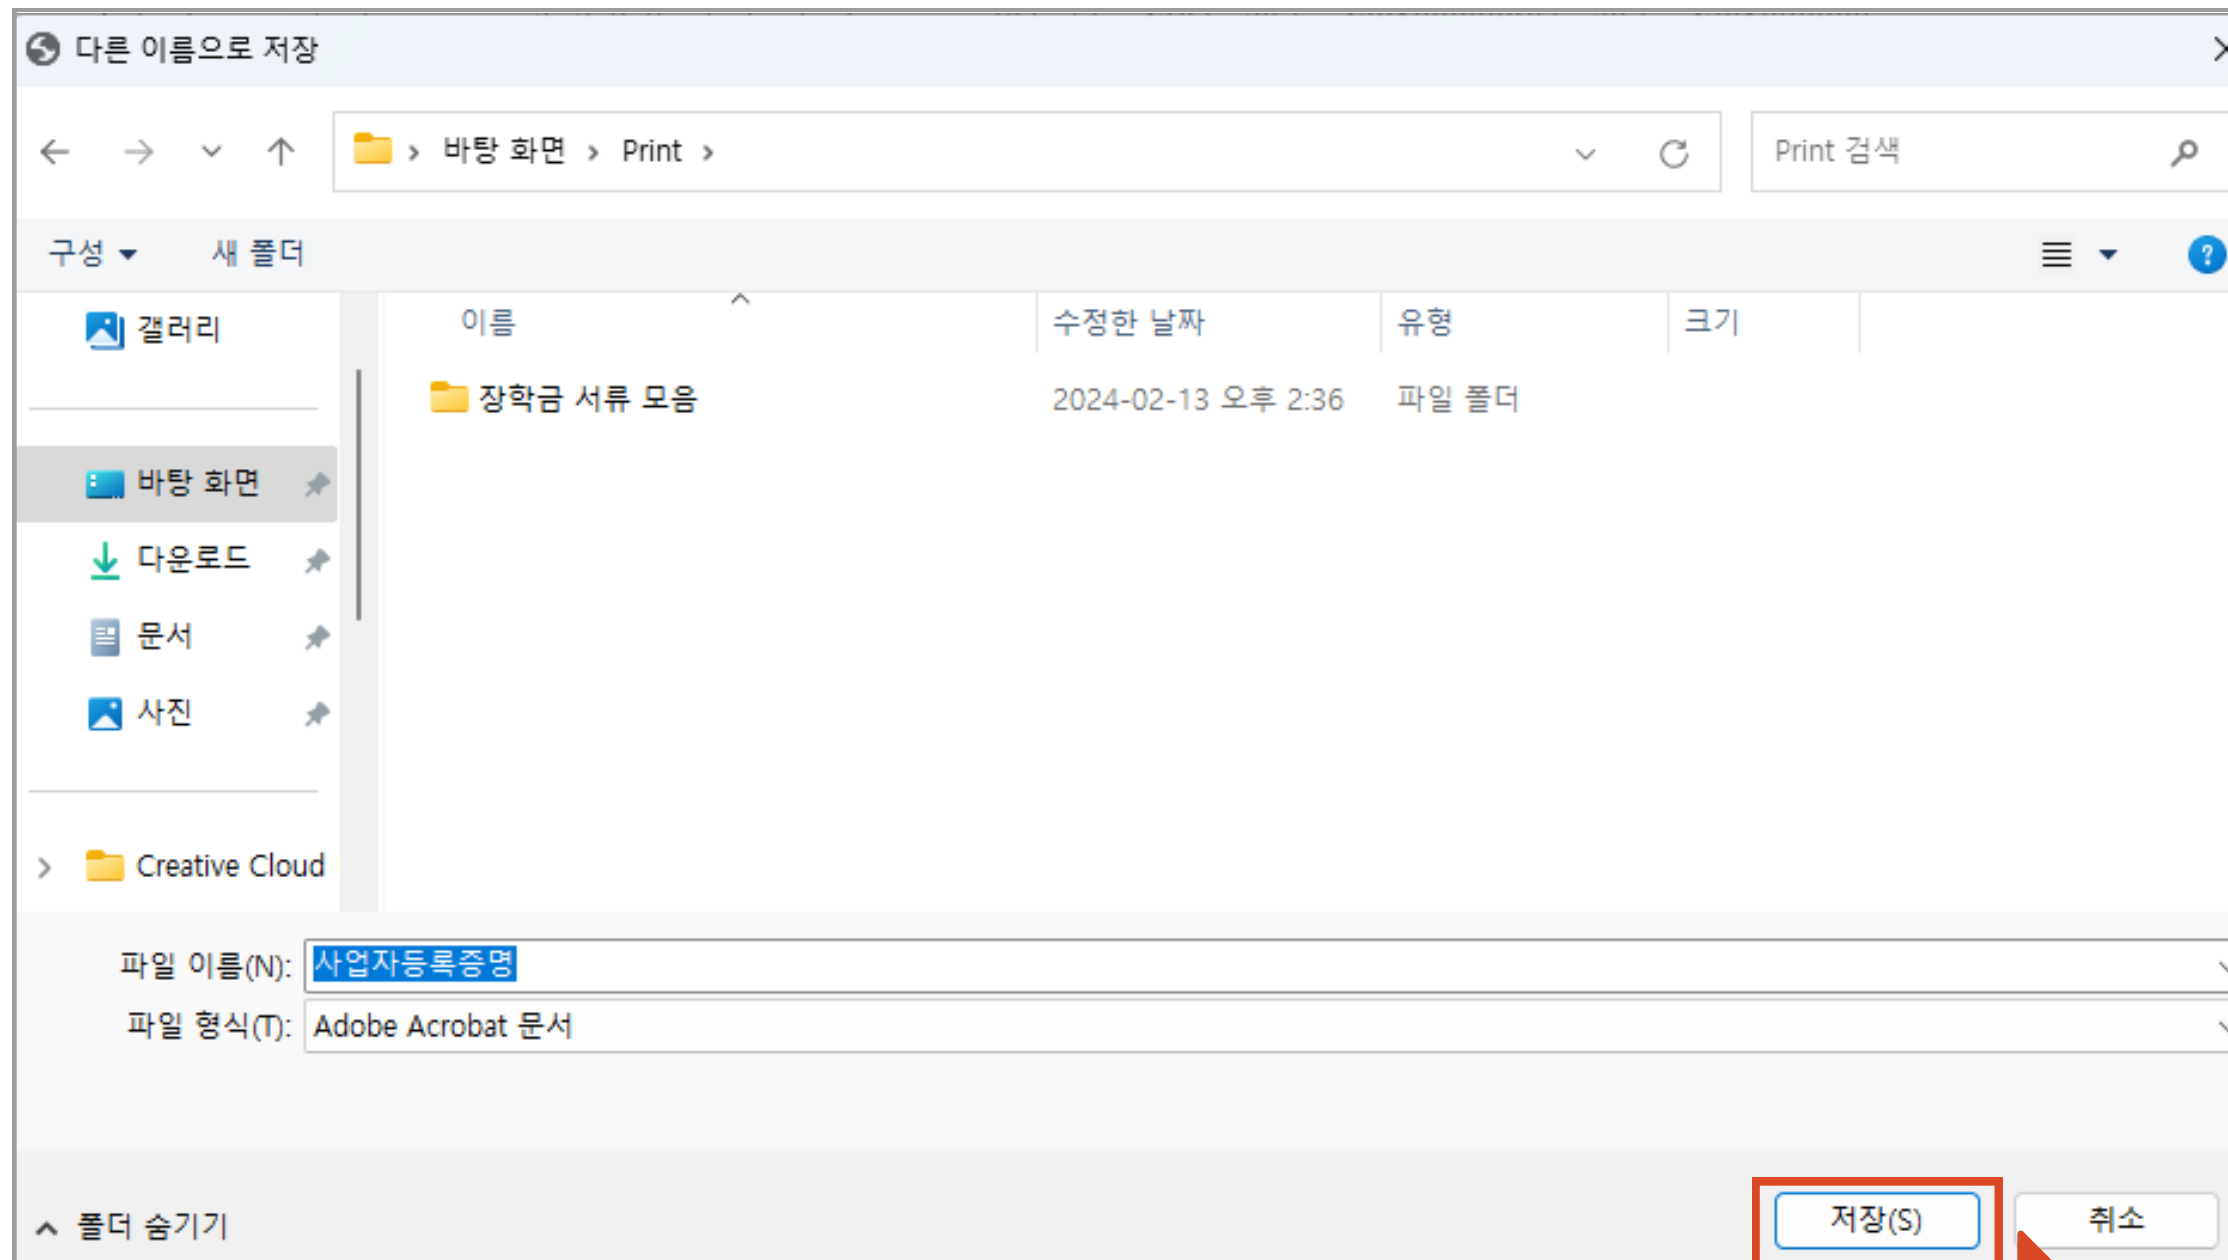 다른 이름으로 저장
바탕 화면 Print
Print 검색
구성 새 폴더
이름 수정한 날짜 유형 크기
갤러리
장학금 서류 모음 2024-02-13 오후 2:36 파일 폴더
바탕 화면
다운로드
문서
사진
Creative Cloud
파일 이름(N): 사업자등록증명
파일 형식(T): Adobe Acrobat 문서
폴더 숨기기
저장(S) 취소